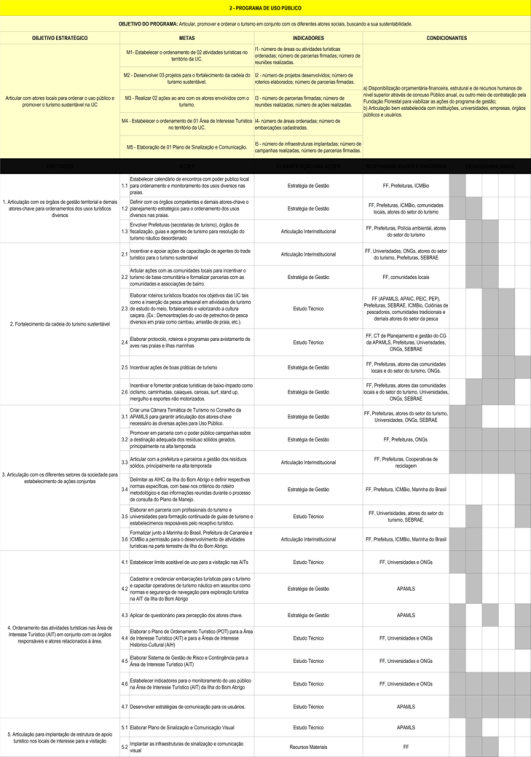 2 - PROGRAMA DE USO PÚBLICO
OBJETIVO DO PROGRAMA: Articular, promover e ordenar o turismo em conjunto com os diferentes atores sociais, buscando a sua sustentabilidade.
OBJETIVO ESTRATÉGICO METAS INDICADORES CONDICIONANTES
Articular com os atores locais para ordenar o uso público e
promover o turismo sustentável na UC
M1- Estabelecer o ordenamento de 02 atividades turísticas no
território da UC.
M2 - Desenvolver 03 projetos para o fortalecimento da cadeia do
turismo sustentável.
M3 - Realizar 02 ações ao ano com os atores envolvidos com o
turismo.
M4 - Estabelecer o ordenamento de 01 Área de Interesse Turístico
no território da UC.
M5 - Elaboração de 01 Plano de Sinalização e Comunicação.
I1- número de áreas ou atividades turísticas
ordenadas; número de parcerias firmadas; número de
reuniões realizadas.
I2 - número de projetos desenvolvidos; número de
roteiros elaborados; número de parcerias firmadas.
I3 - número de parcerias firmadas; número de
reuniões realizadas; número de ações realizadas.
I4- número de áreas ordenadas; número de
embarcações cadastradas.
I5 - número de infraestruturas implantadas; número de
campanhas realizadas, número de parcerias firmadas.
a) Disponibilização orçamentária-financeira, estrutural e de recursos humanos de
nível superior através de concurso Público anual, ou outro meio de contratação pela
Fundação Florestal para viabilizar as ações do programa de gestão;
b) Articulação bem estabelecida com instituições, universidades, empresas, órgãos
públicos e usuários.
1. Articulação com os órgãos de gestão territorial e demais
atores-chave para ordenamentos dos usos turísticos
diversos
1.1 Estabelecer calendário de encontros com poder público local
para ordenamento e monitoramento dos usos diversos nas
praias.
Estratégia de Gestão
FF, Prefeituras, ICMBio
1.2 Definir com os órgãos competentes e demais atores-chave o
planejamento estratégico para o ordenamento dos usos
diversos nas praias.
Estratégia de Gestão
FF, Prefeituras, ICMBio, comunidades
locais, atores do setor do turismo
1.3 Envolver Prefeituras (secretarias de turismo), órgãos de
fiscalização, guias e agentes de turismo para resolução do
turismo náutico desordenado
Articulação Interinstitucional
FF, Prefeituras, Polícia ambiental, atores
do setor do turismo
2. Fortalecimento da cadeia do turismo sustentável
2.1 Incentivar e apoiar ações de capacitação de agentes do trade
turístico para o turismo sustentável
Articulação Interinstitucional
FF, Universidades, ONGs, atores do setor
do turismo, Prefeituras, SEBRAE
2.2 Articular ações com as comunidades locais para incentivar o
turismo de base comunitária e formalizar parcerias com as
comunidades e associações de bairro.
Estratégia de Gestão
FF, comunidades locais
2.3 Elaborar roteiros turísticos focados nos objetivos das UC tais
como a inserção da pesca artesanal em atividades de turismo
de estudo do meio, fortalecendo e valorizando a cultura
caiçara. (Ex.: Demonstrações do uso de petrechos de pesca
diversos em praia como cambau, arrastão de praia, etc.).
Estudo Técnico
FF (APAMLS, APAIC, PEIC, PEP),
Prefeituras, SEBRAE, ICMBio, Colônias de
pescadores, comunidades tradicionais e
demais atores do setor da pesca
2.4 Elaborar protocolo, roteiros e programas para avistamento de
aves nas praias e ilhas marinhas
Estudo Técnico
FF, CT de Planejamento e gestão do CG
da APAMLS, Prefeituras, Universidades,
ONGs, SEBRAE
2.5 Incentivar ações de boas práticas de turismo
Estratégia de Gestão
FF, Prefeituras, atores das comunidades
locais e do setor do turismo, ONGs.
2.6 Incentivar e fomentar praticas turísticas de baixo impacto como
ciclismo, caminhadas, caiaques, canoas, surf, stand up,
mergulho e esportes não motorizados.
Estratégia de Gestão
FF, Prefeituras, atores das comunidades
locais e do setor do turismo, Universidades,
ONGs, SEBRAE
3. Articulação com os diferentes setores da sociedade para
estabelecimento de ações conjuntas
3.1 Criar uma Câmara Temática de Turismo no Conselho da
APAMLS para garantir articulação dos atores-chave
necessário às diversas ações para Uso Público.
Estratégia de Gestão
FF, Prefeituras, atores do setor do turismo,
Universidades, ONGs, SEBRAE
3.2 Promover em parceria com o poder público campanhas sobre
a destinação adequada dos resíduos sólidos gerados,
principalmente na alta temporada
Estratégia de Gestão
FF, Prefeituras, ONGs
3.3 Articular com a prefeitura e parceiros a gestão dos resíduos
sólidos, principalmente na alta temporada
Articulação Interinstitucional
FF, Prefeituras, Cooperativas de
reciclagem
3.4 Delimitar as AIHC da Ilha do Bom Abrigo e definir respectivas
normas específicas, com base nos critérios do roteiro
metodológico e das informações reunidas durante o processo
de consulta do Plano de Manejo.
Estratégia de Gestão
FF, Prefeitura, ICMBio, Marinha do Brasil
3.5 Elaborar em parceria com profissionais do turismo e
universidades para formação continuada de guias de turismo e
estabelecimentos responsáveis pelo receptivo turístico.
Estudo Técnico
FF, Universidades, atores do setor do
turismo, SEBRAE.
3.6 Formalizar junto à Marinha do Brasil, Prefeitura de Cananéia e
ICMBio a permissão para o desenvolvimento de atividades
turísticas na parte terrestre da Ilha do Bom Abrigo.
Articulação Interinstitucional
FF, Prefeitura, ICMBio, Marinha do Brasil
4. Ordenamento das atividades turísticas nas Área de
Interesse Turístico (AIT) em conjunto com os órgãos
responsáveis e atores relacionados à área.
4.1 Estabelecer limite aceitável de uso para a visitação nas AITs
Estudo Técnico
FF, Universidades e ONGs
4.2 Cadastrar e credenciar embarcações turísticas para o turismo
e capacitar operadores de turismo náutico em assuntos como
normas e segurança de navegação para exploração turística
na AIT da Ilha do Bom Abrigo
Estratégia de Gestão
APAMLS
4.3 Aplicar de questionário para percepção dos atores chave.
Estratégia de Gestão
APAMLS
4.4 Elaborar o Plano de Ordenamento Turístico (POT) para a Área
de Interesse Turístico (AIT) e para às Áreas de Interesse
Histórico-Cultural (AIH)
Estudo Técnico
FF, Universidades e ONGs
4.5 Elaborar Sistema de Gestão de Risco e Contingência para a
Área de Interesse Turístico (AIT)
Estudo Técnico
FF, Universidades e ONGs
4.6 Estabelecer indicadores para o monitoramento do uso público
na Área de Interesse Turístico (AIT) da Ilha do Bom Abrigo
Estudo Técnico
FF, Universidades e ONGs
4.7 Desenvolver estratégias de comunicação para os usuários.
Estudo Técnico
APAMLS
5. Articulação para implantação de estrutura de apoio
turístico nos locais de interesse para a visitação
5.1 Elaborar Plano de Sinalização e Comunicação Visual
Estudo Técnico
APAMLS
5.2 Implantar as infraestruturas de sinalização e comunicação
visual
Recursos Materiais
FF